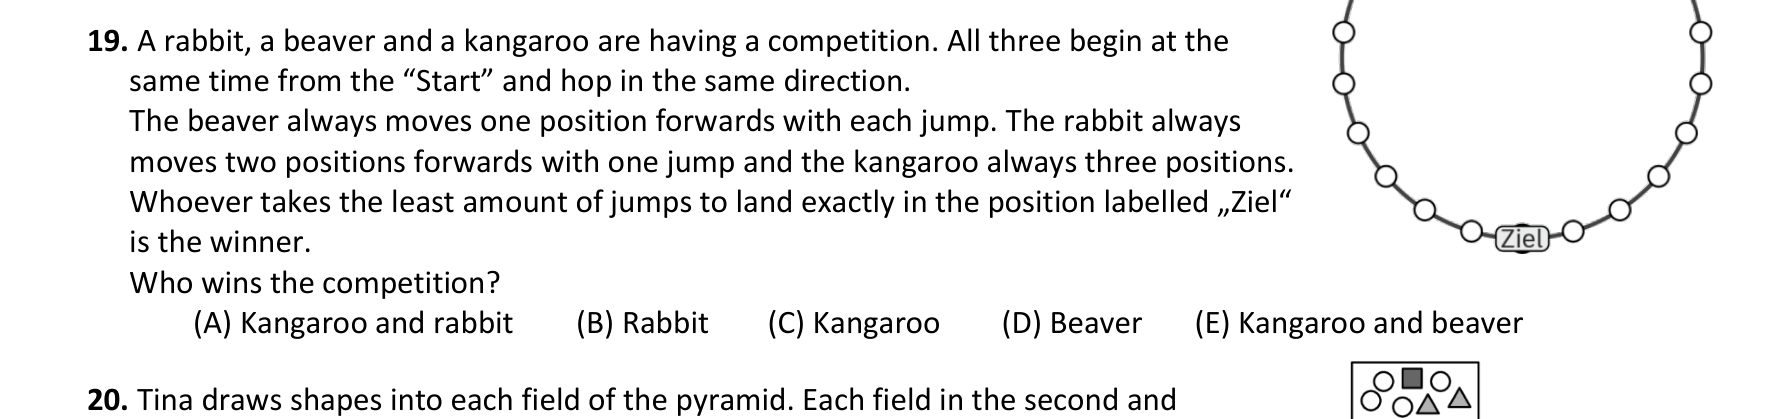 19. A rabbit, a beaver and a kangaroo are having a competition. All three begin at the
same time from the “Start” and hop in the same direction.
The beaver always moves one position forwards with each jump. The rabbit always
moves two positions forwards with one jump and the kangaroo always three positions.
Whoever takes the least amount of jumps to land exactly in the position labelled „Ziel“
is the winner.
Who wins the competition?
(A) Kangaroo and rabbit (B) Rabbit (C) Kangaroo (D) Beaver (E) Kangaroo and beaver
Ziel
20. Tina draws shapes into each field of the pyramid. Each field in the second and